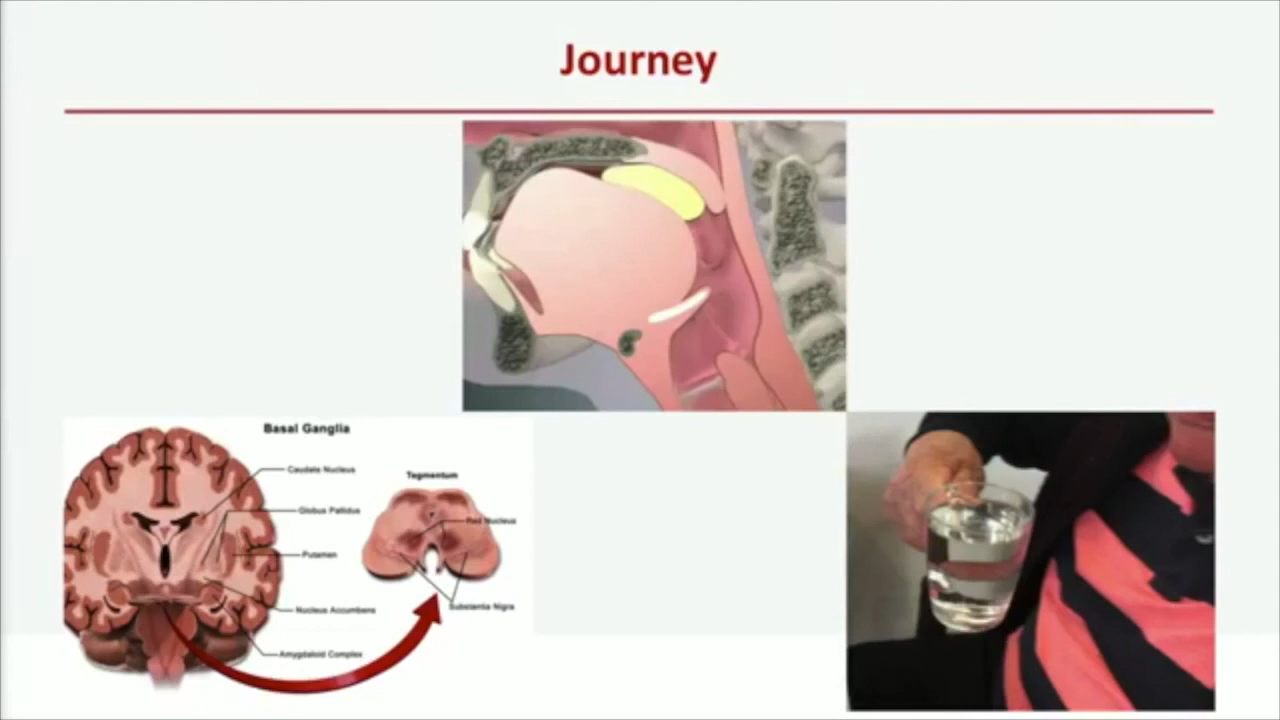 Journey
Basal Ganglia
Caudate Nucleus
Tegmentum
Globus Pallidus
Red Nucleus
Putamen
Nucleus Accumbens
Substantia Nigra
Amygdaloid Complex